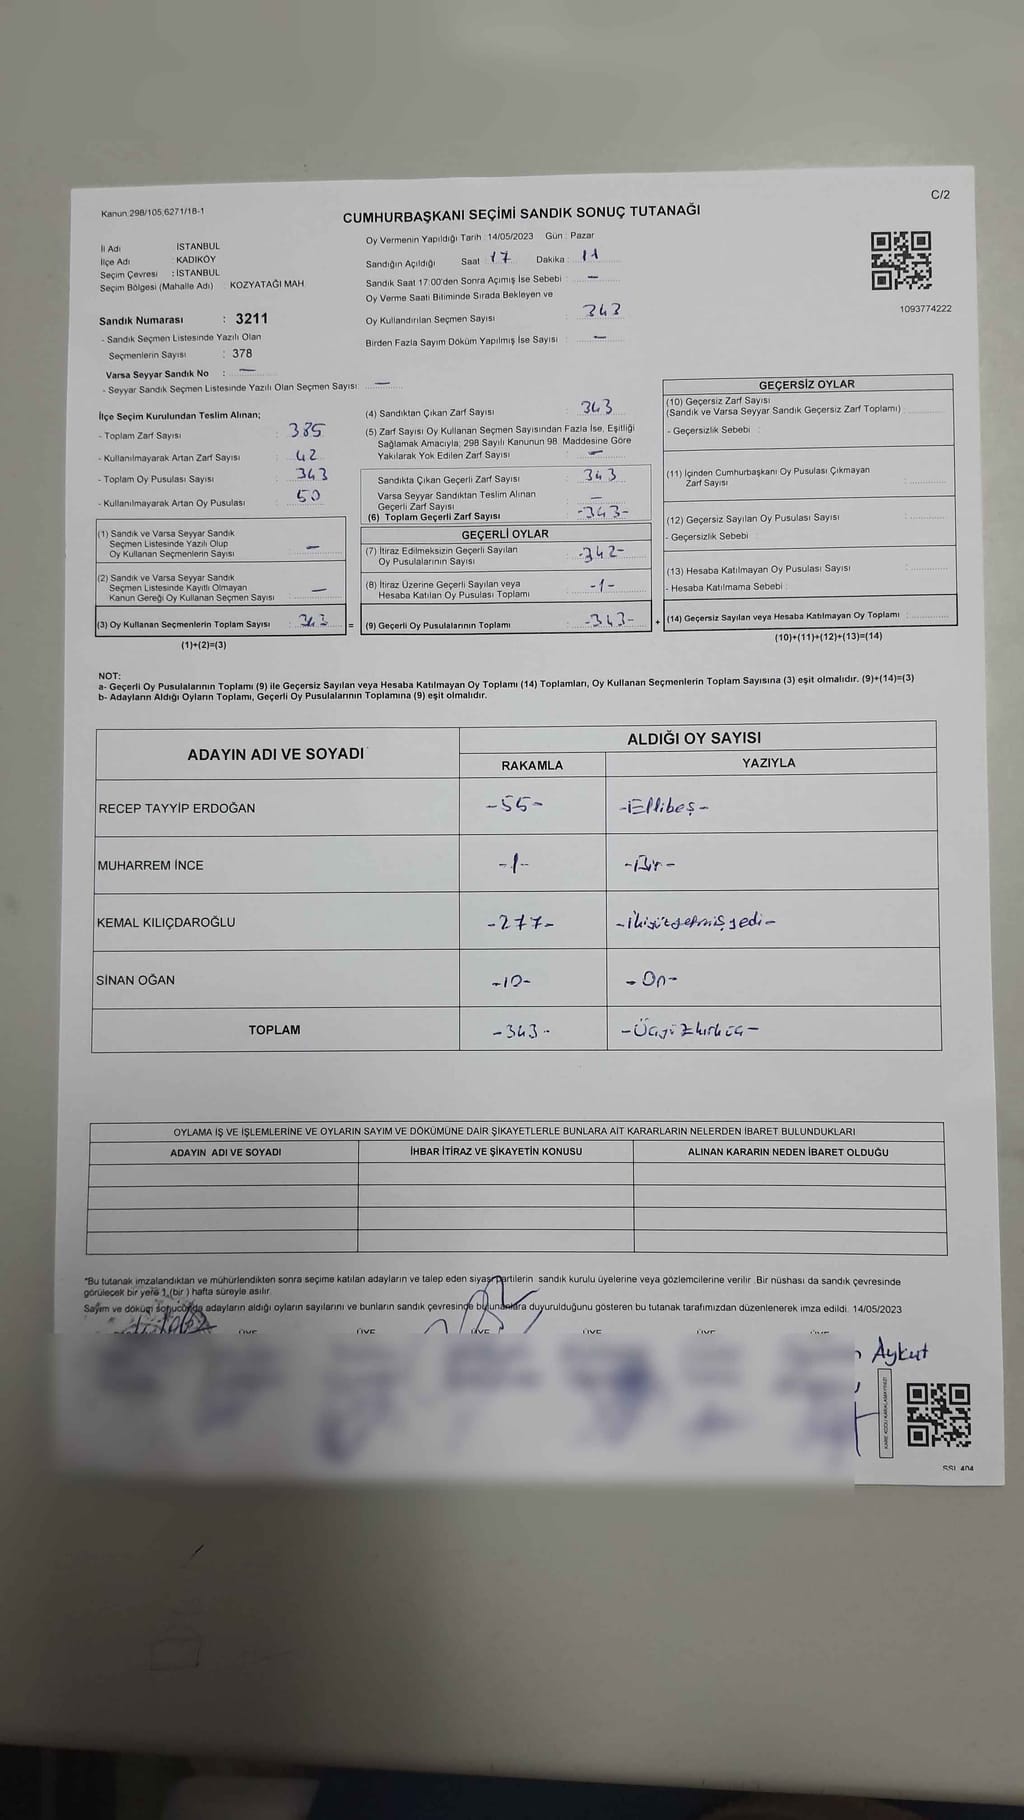 C/2
Kanun:298/105,6271/18-1
CUMHURBAŞKANI SEÇİMİ SANDIK SONUÇ TUTANAĞI
İl Adı : İSTANBUL
İlçe Adı : KADIKÖY
Seçim Çevresi : İSTANBUL
Seçim Bölgesi (Mahalle Adı) : KOZYATAĞI MAH.
Sandık Numarası : 3211
- Sandık Seçmen Listesinde Yazılı Olan
Seçmenlerin Sayısı : 378
Varsa Seyyar Sandık No : —
- Seyyar Sandık Seçmen Listesinde Yazılı Olan Seçmen Sayısı —
Oy Vermenin Yapıldığı Tarih : 14/05/2023 Gün : Pazar
Sandığın Açıldığı Saat : 17 Dakika : 11
Sandık Saat 17:00'den Sonra Açımış İse Sebebi : —
Oy Verme Saati Bitiminde Sırada Bekleyen ve
Oy Kullandırılan Seçmen Sayısı : 343
Birden Fazla Sayım Döküm Yapılmış İse Sayısı : —
1093774222
İlçe Seçim Kurulundan Teslim Alınan;
- Toplam Zarf Sayısı : 385
- Kullanılmayarak Artan Zarf Sayısı : 42
- Toplam Oy Pusulası Sayısı : 343
- Kullanılmayarak Artan Oy Pusulası : 50
(1) Sandık ve Varsa Seyyar Sandık
Seçmen Listesinde Yazılı Olup
Oy Kullanan Seçmenlerin Sayısı : —
(2) Sandık ve Varsa Seyyar Sandık
Seçmen Listesinde Kayıtlı Olmayan
Kanun Gereği Oy Kullanan Seçmen Sayısı : —
(3) Oy Kullanan Seçmenlerin Toplam Sayısı : 343 =
(1)+(2)=(3)
(4) Sandıktan Çıkan Zarf Sayısı : 343
(5) Zarf Sayısı Oy Kullanan Seçmen Sayısından Fazla İse, Eşitliği
Sağlamak Amacıyla; 298 Sayılı Kanunun 98. Maddesine Göre
Yakılarak Yok Edilen Zarf Sayısı : —
Sandıkta Çıkan Geçerli Zarf Sayısı : 343
Varsa Seyyar Sandıktan Teslim Alınan
Geçerli Zarf Sayısı : —
(6) Toplam Geçerli Zarf Sayısı : -343-
GEÇERLİ OYLAR
(7) İtiraz Edilmeksizin Geçerli Sayılan
Oy Pusulalarının Sayısı : -342-
(8) İtiraz Üzerine Geçerli Sayılan veya
Hesaba Katılan Oy Pusulası Toplamı : -1-
(9) Geçerli Oy Pusulalarının Toplamı : -343- +
GEÇERSİZ OYLAR
(10) Geçersiz Zarf Sayısı
(Sandık ve Varsa Seyyar Sandık Geçersiz Zarf Toplamı) :
- Geçersizlik Sebebi :
(11) İçinden Cumhurbaşkanı Oy Pusulası Çıkmayan
Zarf Sayısı :
(12) Geçersiz Sayılan Oy Pusulası Sayısı :
- Geçersizlik Sebebi :
(13) Hesaba Katılmayan Oy Pusulası Sayısı :
- Hesaba Katılmama Sebebi :
(14) Geçersiz Sayılan veya Hesaba Katılmayan Oy Toplamı :
(10)+(11)+(12)+(13)=(14)
NOT:
a- Geçerli Oy Pusulalarının Toplamı (9) ile Geçersiz Sayılan veya Hesaba Katılmayan Oy Toplamı (14) Toplamları, Oy Kullanan Seçmenlerin Toplam Sayısına (3) eşit olmalıdır. (9)+(14)=(3)
b- Adayların Aldığı Oyların Toplamı, Geçerli Oy Pusulalarının Toplamına (9) eşit olmalıdır.
ADAYIN ADI VE SOYADI ALDIĞI OY SAYISI
RAKAMLA YAZIYLA
RECEP TAYYİP ERDOĞAN -55- -Ellibeş-
MUHARREM İNCE -1- -Bir-
KEMAL KILIÇDAROĞLU -277- -İkiyüzyetmişyedi-
SİNAN OĞAN -10- -On-
TOPLAM -343- -Üçyüzkırküç-
OYLAMA İŞ VE İŞLEMLERİNE VE OYLARIN SAYIM VE DÖKÜMÜNE DAİR ŞİKAYETLERLE BUNLARA AİT KARARLARIN NELERDEN İBARET BULUNDUKLARI
ADAYIN ADI VE SOYADI İHBAR İTİRAZ VE ŞİKAYETİN KONUSU ALINAN KARARIN NEDEN İBARET OLDUĞU
*Bu tutanak imzalandıktan ve mühürlendikten sonra seçime katılan adayların ve talep eden siyasi partilerin sandık kurulu üyelerine veya gözlemcilerine verilir .Bir nüshası da sandık çevresinde
görülecek bir yere 1 (bir ) hafta süreyle asılır.
Sayım ve dökümü sonucunda adayların aldığı oyların sayılarını ve bunların sandık çevresinde bulunanlara duyurulduğunu gösteren bu tutanak tarafımızdan düzenlenerek imza edildi. 14/05/2023
ÜYE ÜYE ÜYE ÜYE ÜYE
Aykut